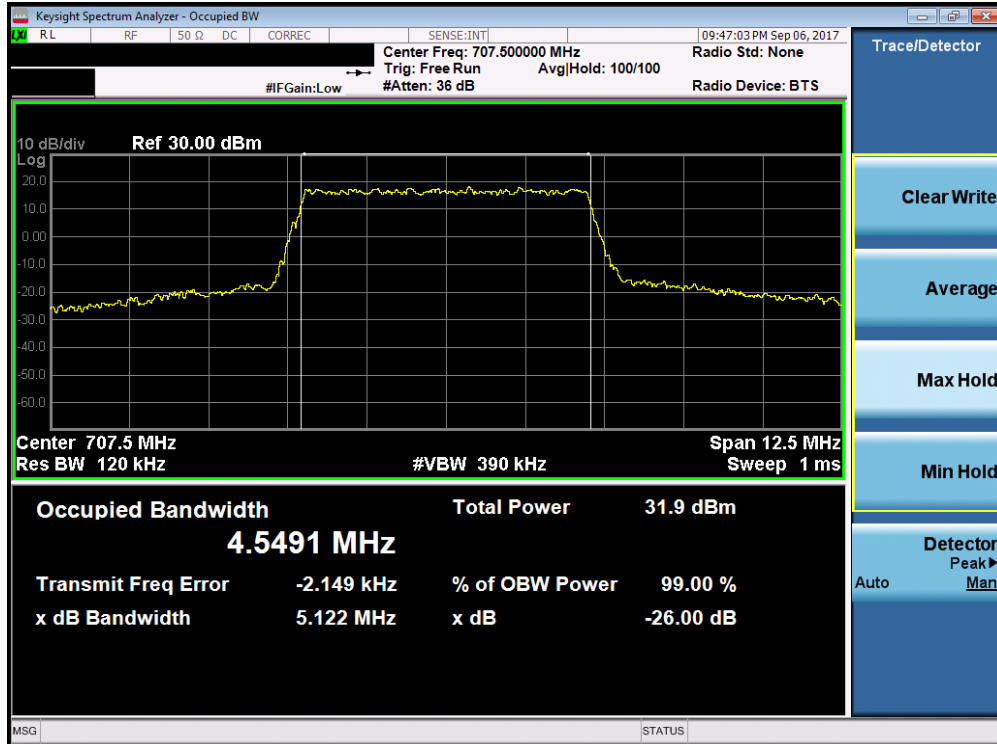 Keysight Spectrum Analyzer - Occupied BW
LXI RL RF 50 Ω DC CORREC SENSE:INT 09:47:03 PM Sep 06, 2017
Center Freq: 707.500000 MHz Radio Std: None
Trig: Free Run Avg|Hold: 100/100
#IFGain:Low #Atten: 36 dB Radio Device: BTS
10 dB/div Ref 30.00 dBm
Log
20.0
10.0
0.00
-10.0
-20.0
-30.0
-40.0
-50.0
-60.0
Center 707.5 MHz Span 12.5 MHz
Res BW 120 kHz #VBW 390 kHz Sweep 1 ms
Occupied Bandwidth Total Power 31.9 dBm
4.5491 MHz
Transmit Freq Error -2.149 kHz % of OBW Power 99.00 %
x dB Bandwidth 5.122 MHz x dB -26.00 dB
MSG STATUS
Trace/Detector
Clear Write
Average
Max Hold
Min Hold
Detector
Peak▶
Auto Man